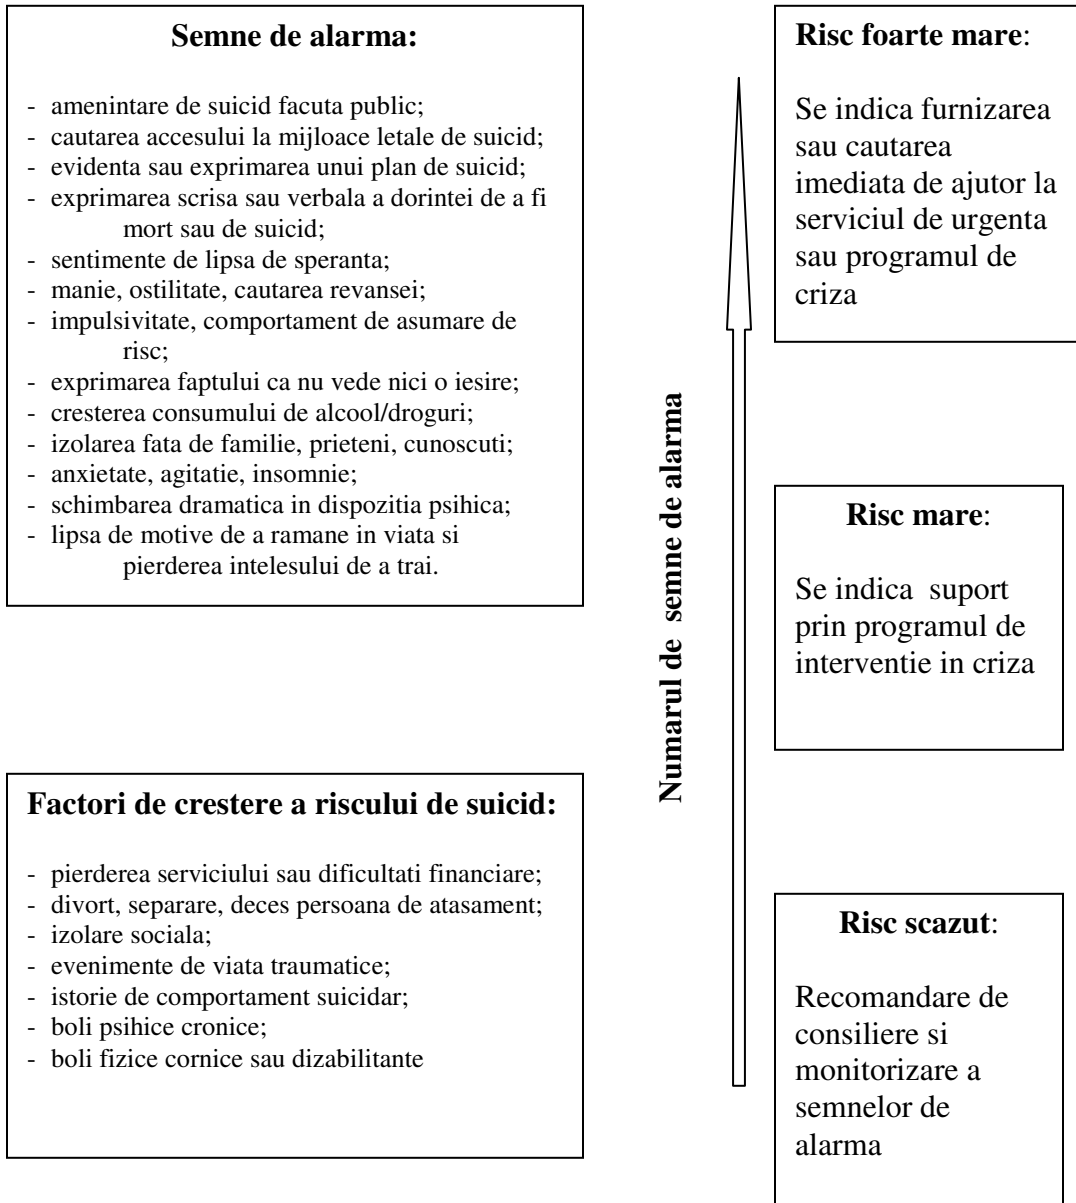 Semne de alarma:
- amenintare de suicid facuta public;
- cautarea accesului la mijloace letale de suicid;
- evidenta sau exprimarea unui plan de suicid;
- exprimarea scrisa sau verbala a dorintei de a fi
mort sau de suicid;
- sentimente de lipsa de speranta;
- manie, ostilitate, cautarea revansei;
- impulsivitate, comportament de asumare de
risc;
- exprimarea faptului ca nu vede nici o iesire;
- cresterea consumului de alcool/droguri;
- izolarea fata de familie, prieteni, cunoscuti;
- anxietate, agitatie, insomnie;
- schimbarea dramatica in dispozitia psihica;
- lipsa de motive de a ramane in viata si
pierderea intelesului de a trai.
Factori de crestere a riscului de suicid:
- pierderea serviciului sau dificultati financiare;
- divort, separare, deces persoana de atasament;
- izolare sociala;
- evenimente de viata traumatice;
- istorie de comportament suicidar;
- boli psihice cronice;
- boli fizice cornice sau dizabilitante
Numarul de semne de alarma
Risc foarte mare:
Se indica furnizarea
sau cautarea
imediata de ajutor la
serviciul de urgenta
sau programul de
criza
Risc mare:
Se indica suport
prin programul de
interventie in criza
Risc scazut:
Recomandare de
consiliere si
monitorizare a
semnelor de
alarma